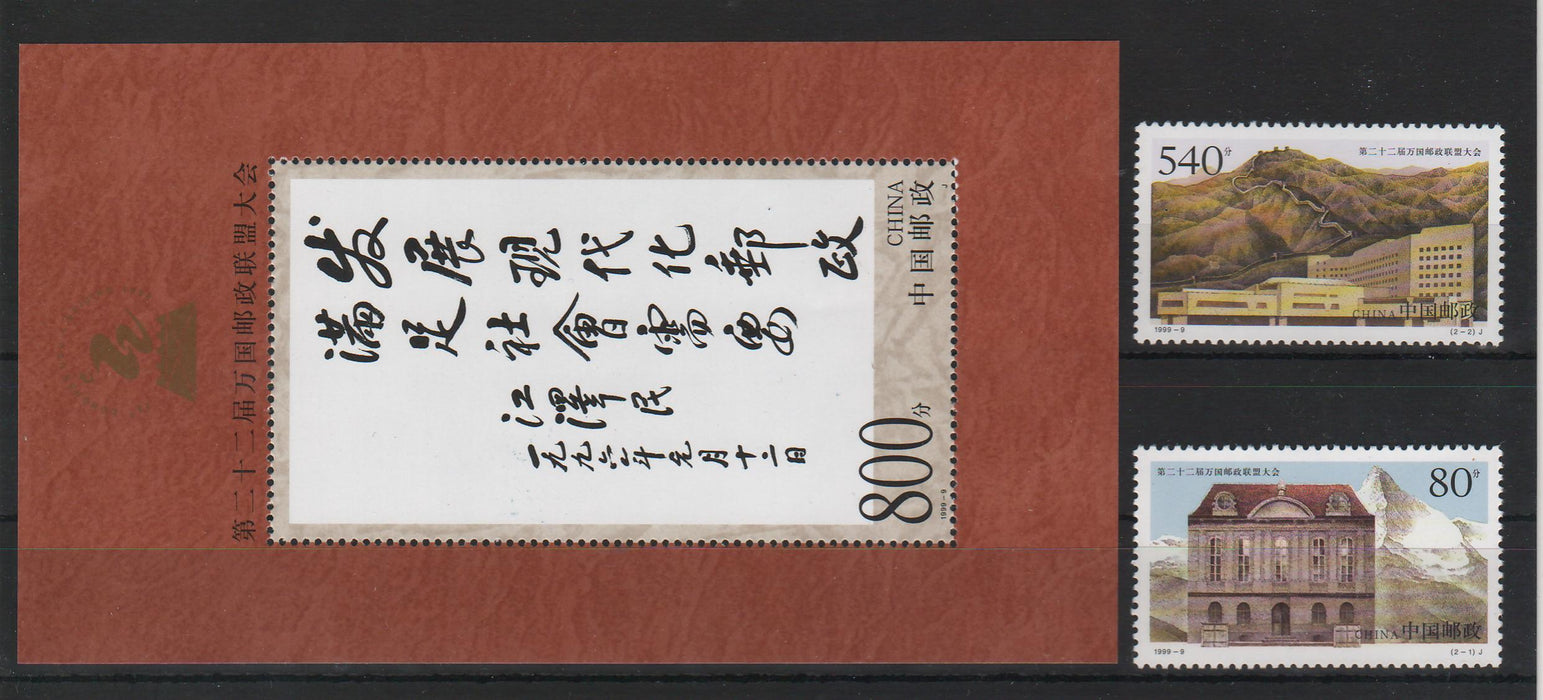 第二十二届万国邮政联盟大会
发展现代化郵政
满足社會需要
江澤民
一九九六年元月十二日
CHINA
中国邮政
J
800分
1999-9
540分
第二十二届万国邮政联盟大会
CHINA中国邮政
1999-9
(2-2) J
第二十二届万国邮政联盟大会
80分
CHINA中国邮政
1999-9
(2-1) J